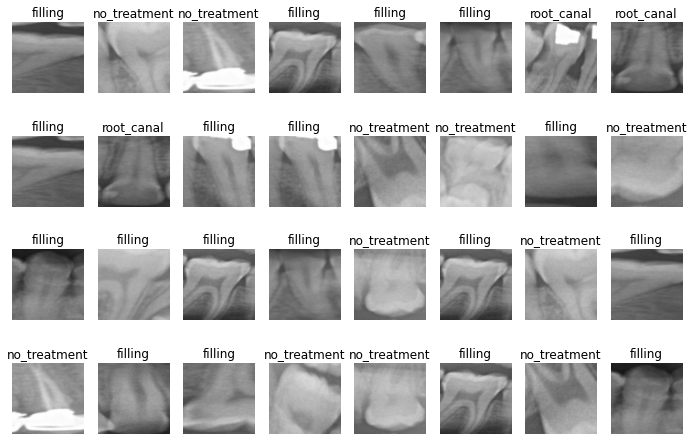 filling no_treatment no_treatment filling filling filling root_canal root_canal
filling root_canal filling filling no_treatment no_treatment filling no_treatment
filling filling filling filling no_treatment filling no_treatment filling
no_treatment filling filling no_treatment no_treatment filling no_treatment filling